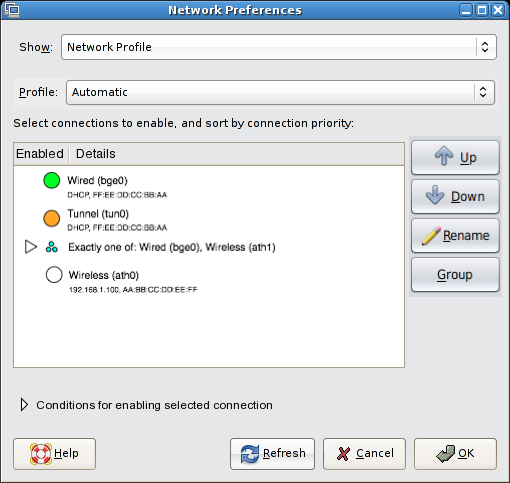 Network Preferences
Show: Network Profile
Profile: Automatic
Select connections to enable, and sort by connection priority:
Enabled Details
Wired (bge0)
DHCP, FF:EE:DD:CC:BB:AA
Tunnel (tun0)
DHCP, FF:EE:DD:CC:BB:AA
Exactly one of: Wired (bge0), Wireless (ath1)
Wireless (ath0)
192.168.1.100, AA:BB:CC:DD:EE:FF
Up
Down
Rename
Group
Conditions for enabling selected connection
Help Refresh Cancel OK